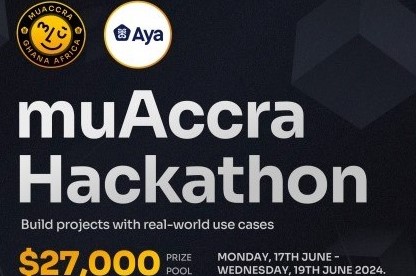 MUACCRA
GHANA AFRICA
Aya
muAccra
Hackathon
Build projects with real-world use cases
$27,000 PRIZE POOL
MONDAY, 17TH JUNE -
WEDNESDAY, 19TH JUNE 2024.